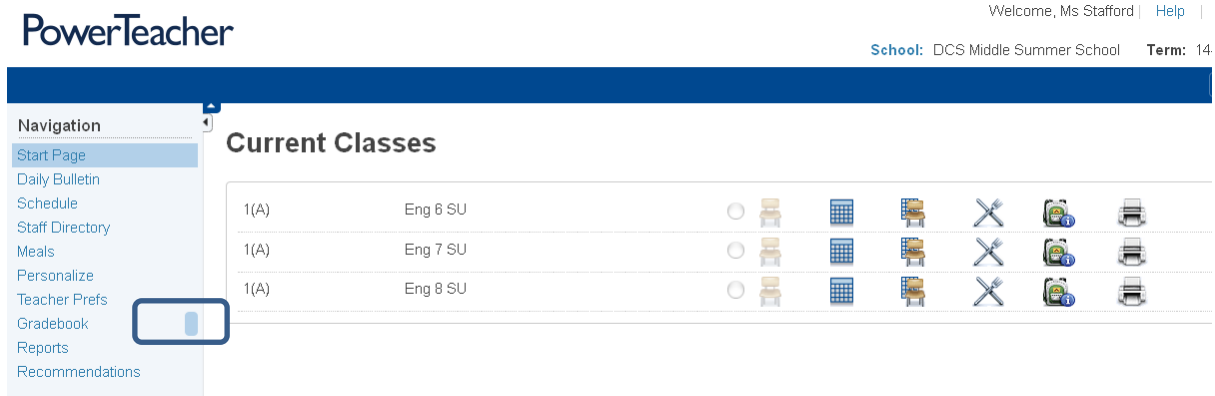 PowerTeacher
Welcome, Ms Stafford | Help |
School: DCS Middle Summer School Term: 14
Navigation
Start Page
Daily Bulletin
Schedule
Staff Directory
Meals
Personalize
Teacher Prefs
Gradebook
Reports
Recommendations
Current Classes
1(A) Eng 6 SU
1(A) Eng 7 SU
1(A) Eng 8 SU